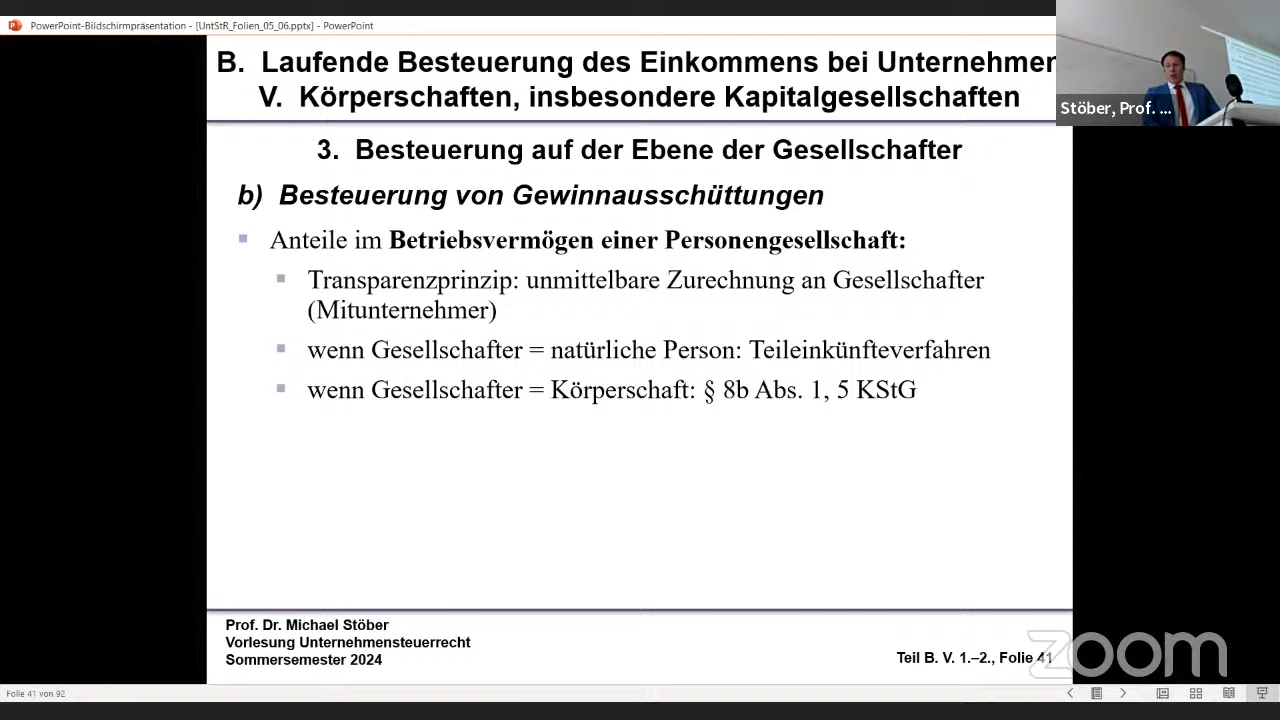 PowerPoint-Bildschirmpräsentation - [UntStR_Folien_05_06.pptx] - PowerPoint
B. Laufende Besteuerung des Einkommens bei Unternehmen
V. Körperschaften, insbesondere Kapitalgesellschaften
Stöber, Prof. ...
3. Besteuerung auf der Ebene der Gesellschafter
b) Besteuerung von Gewinnausschüttungen
Anteile im Betriebsvermögen einer Personengesellschaft:
Transparenzprinzip: unmittelbare Zurechnung an Gesellschafter
(Mitunternehmer)
wenn Gesellschafter = natürliche Person: Teileinkünfteverfahren
wenn Gesellschafter = Körperschaft: § 8b Abs. 1, 5 KStG
Prof. Dr. Michael Stöber
Vorlesung Unternehmensteuerrecht
Sommersemester 2024
Teil B. V. 1.–2., Folie 41
zoom
Folie 41 von 92